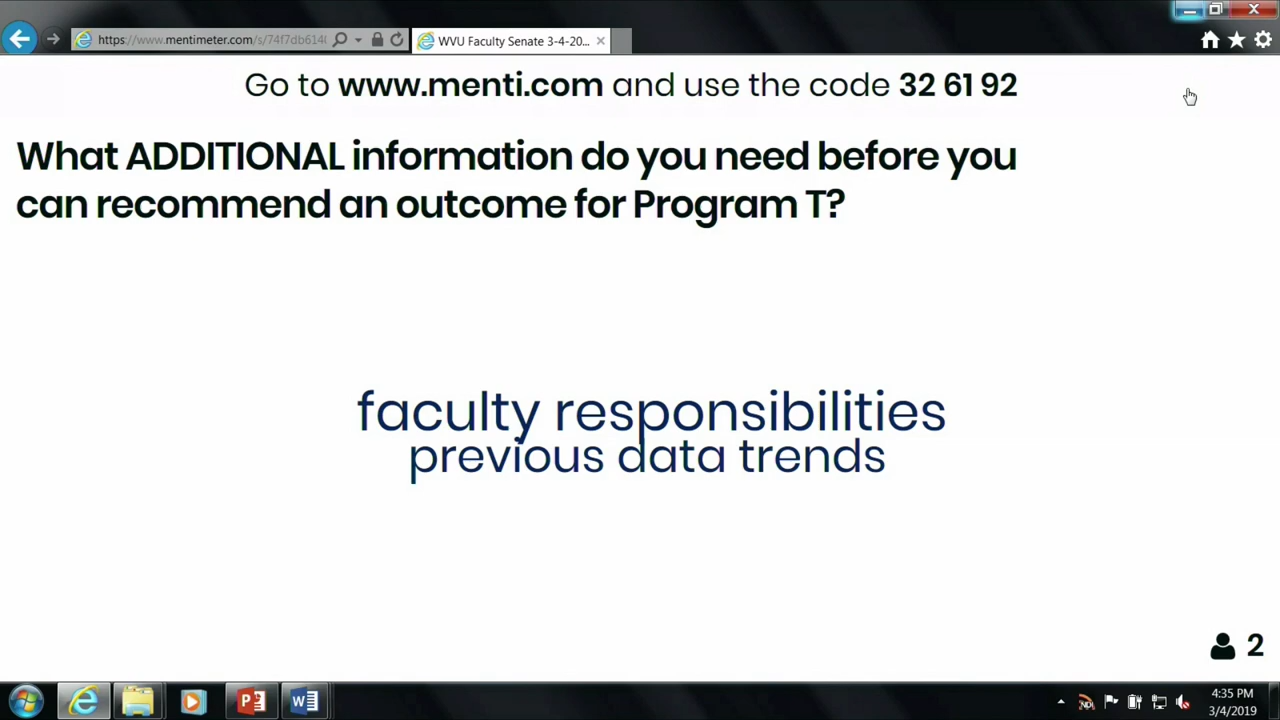 https://www.mentimeter.com/s/74f7db6140
WVU Faculty Senate 3-4-20...
Go to www.menti.com and use the code 32 61 92
What ADDITIONAL information do you need before you
can recommend an outcome for Program T?
faculty responsibilities
previous data trends
2
4:35 PM
3/4/2019